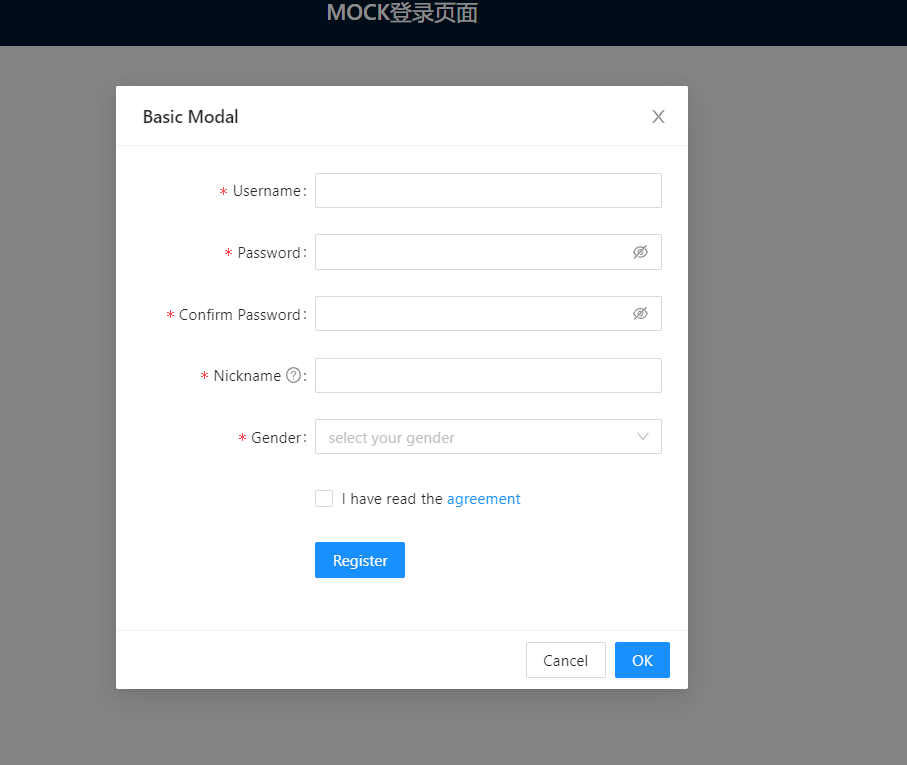 MOCK登录页面
Basic Modal
* Username:
* Password:
* Confirm Password:
* Nickname ?:
* Gender: select your gender
I have read the agreement
Register
Cancel OK